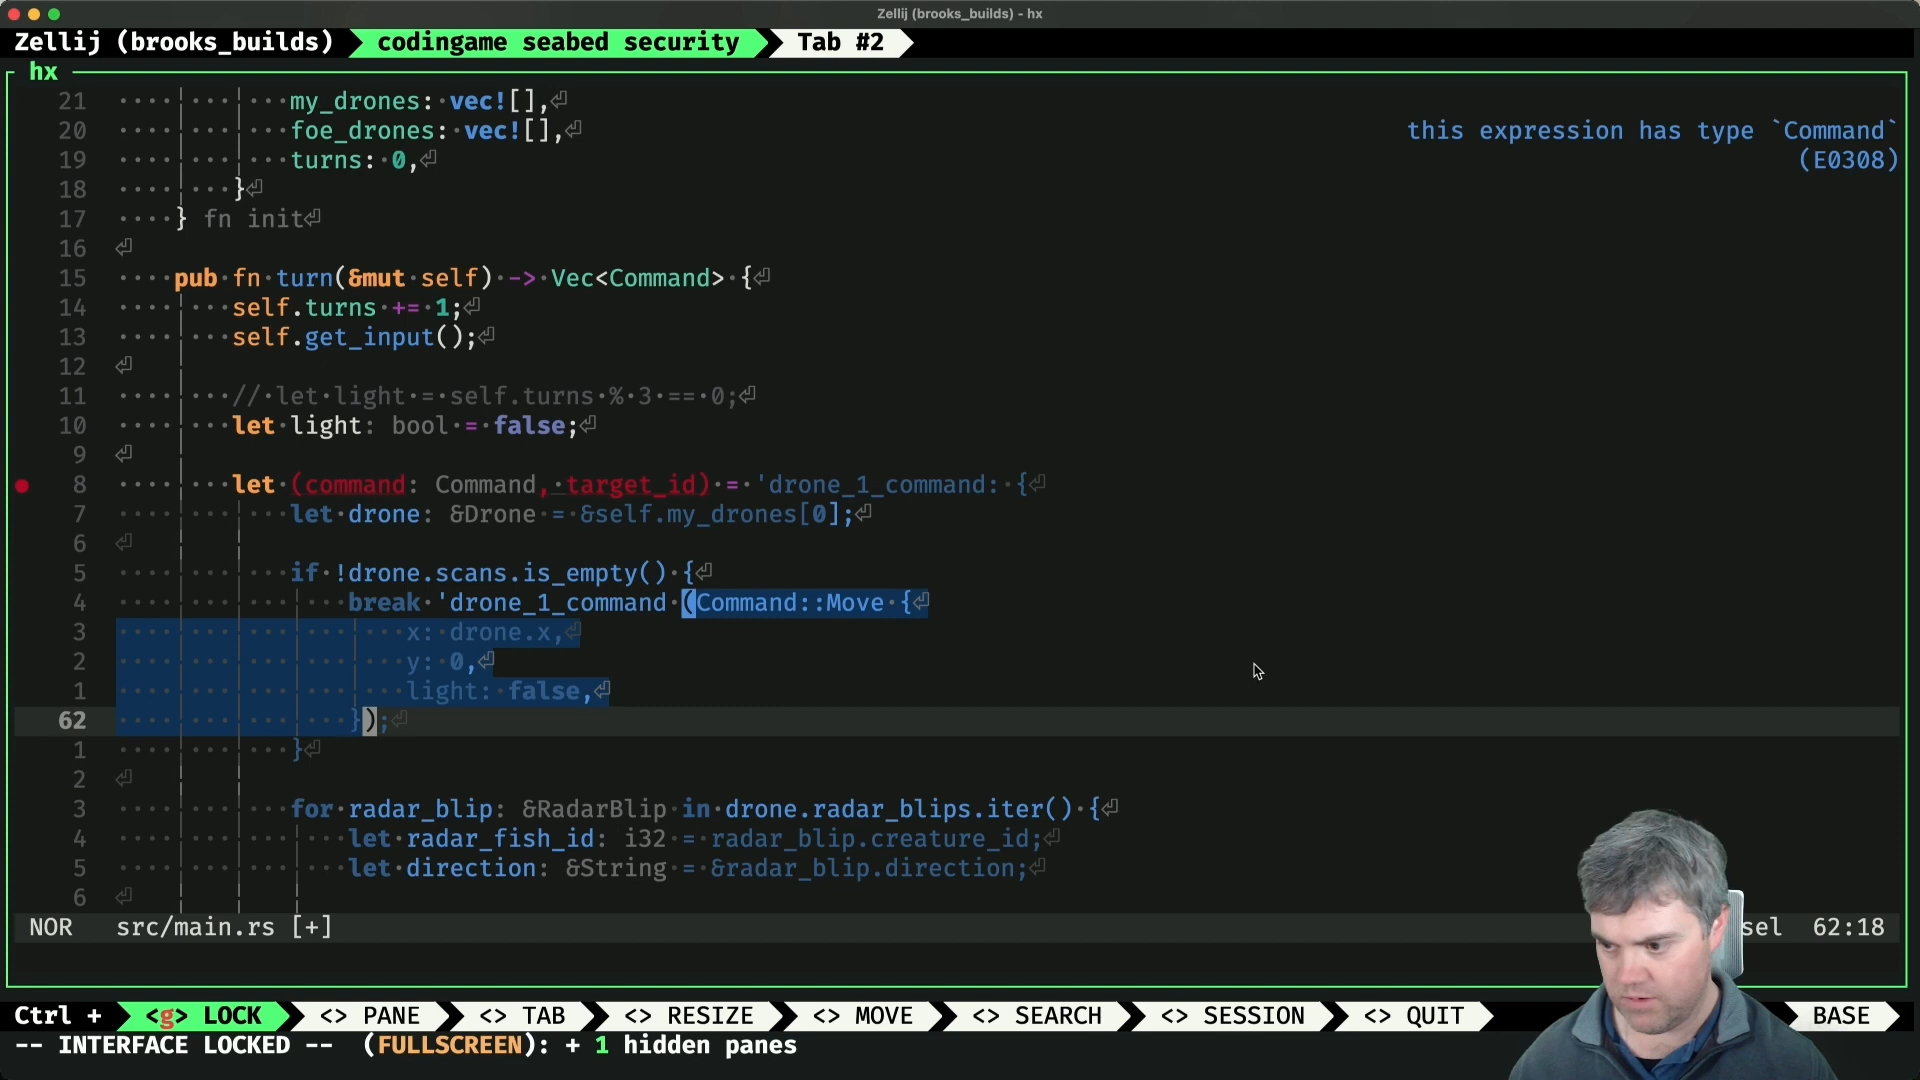 Zellij (brooks_builds) - hx
Zellij (brooks_builds) codingame seabed security Tab #2
hx
21 my_drones: vec![],
20 foe_drones: vec![],
this expression has type `Command`
19 turns: 0,
(E0308)
18 }
17 } fn init
16
15 pub fn turn(&mut self) -> Vec<Command> {
14 self.turns += 1;
13 self.get_input();
12
11 // let light = self.turns % 3 == 0;
10 let light: bool = false;
9
8 let (command: Command, target_id) = 'drone_1_command: {
7 let drone: &Drone = &self.my_drones[0];
6
5 if !drone.scans.is_empty() {
4 break 'drone_1_command (Command::Move {
3 x: drone.x,
2 y: 0,
1 light: false,
62 });
1 }
2
3 for radar_blip: &RadarBlip in drone.radar_blips.iter() {
4 let radar_fish_id: i32 = radar_blip.creature_id;
5 let direction: &String = &radar_blip.direction;
6
NOR src/main.rs [+] sel 62:18
Ctrl + <g> LOCK <> PANE <> TAB <> RESIZE <> MOVE <> SEARCH <> SESSION <> QUIT BASE
-- INTERFACE LOCKED -- (FULLSCREEN): + 1 hidden panes